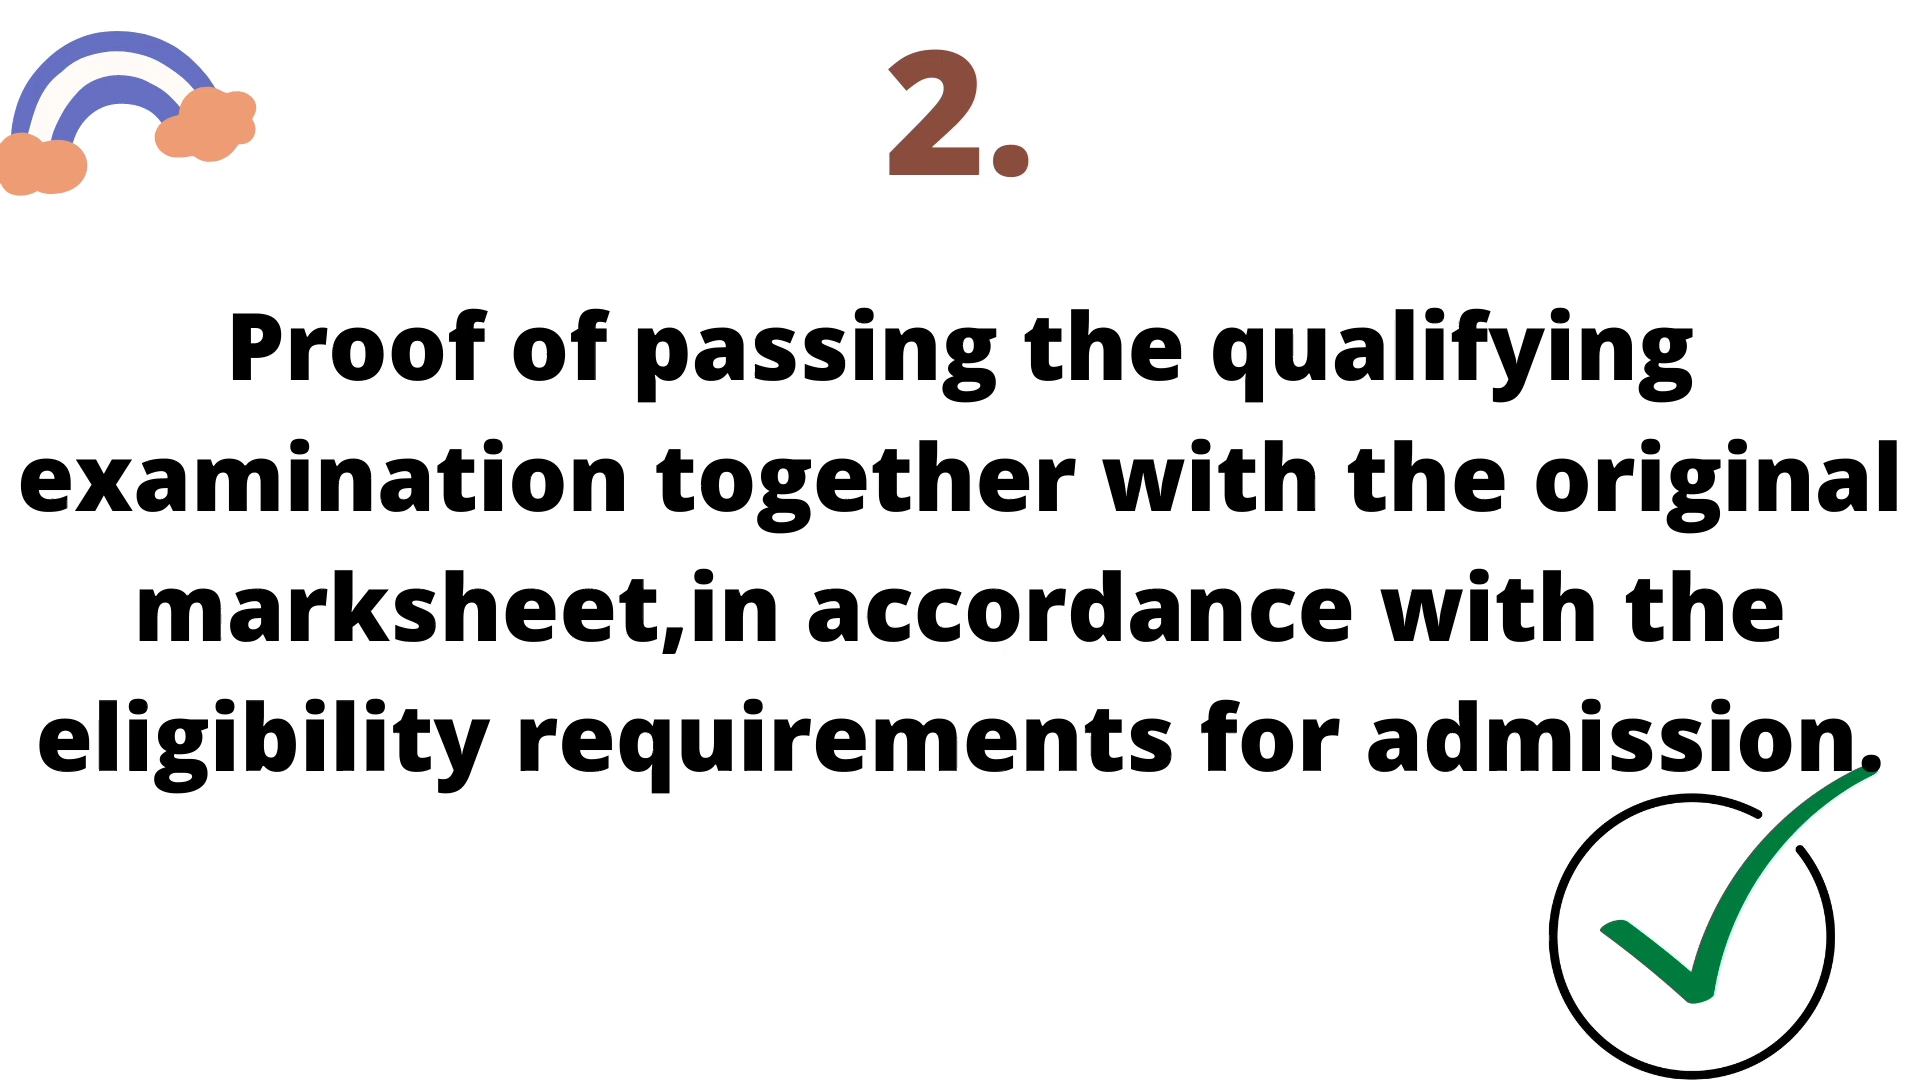 2.
Proof of passing the qualifying
examination together with the original
marksheet,in accordance with the
eligibility requirements for admission.